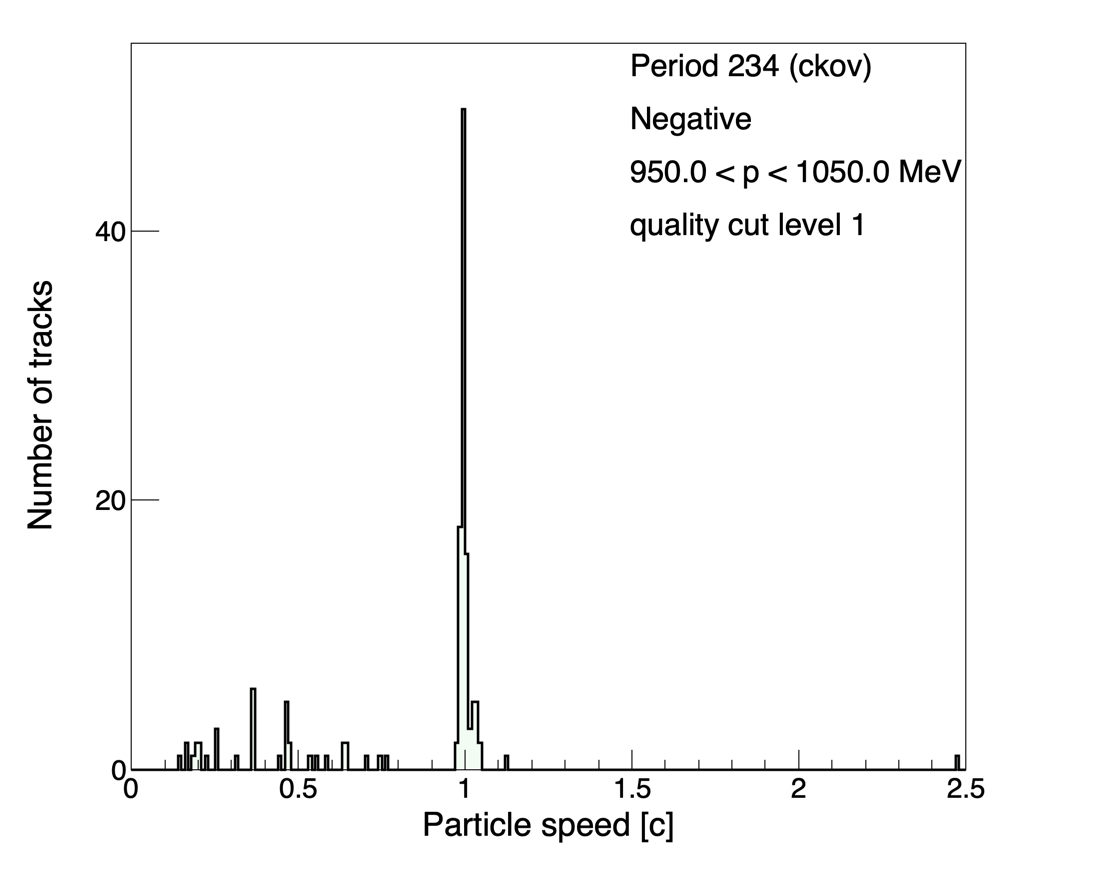 Period 234 (ckov)
Negative
950.0 < p < 1050.0 MeV
quality cut level 1
40
20
0
0 0.5 1 1.5 2 2.5
Particle speed [c]
Number of tracks